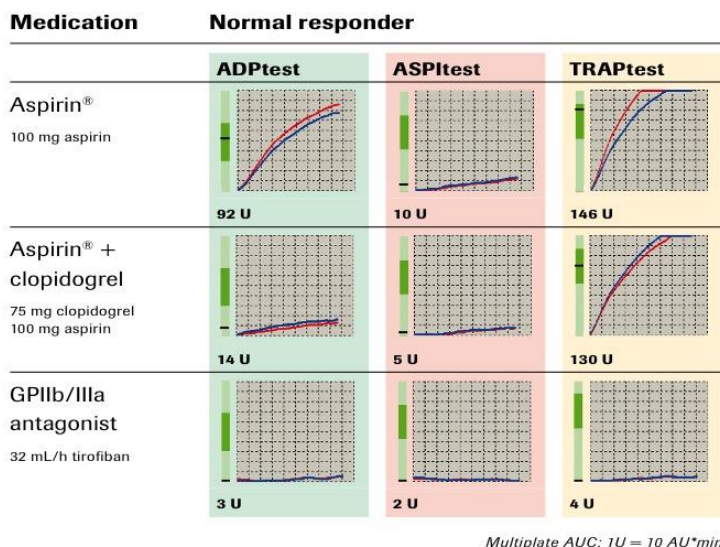 Medication Normal responder
ADPtest ASPItest TRAPtest
Aspirin®
100 mg aspirin
92 U 10 U 146 U
Aspirin® +
clopidogrel
75 mg clopidogrel
100 mg aspirin
14 U 5 U 130 U
GPIIb/IIIa
antagonist
32 mL/h tirofiban
3 U 2 U 4 U
Multiplate AUC: 1U = 10 AU*min